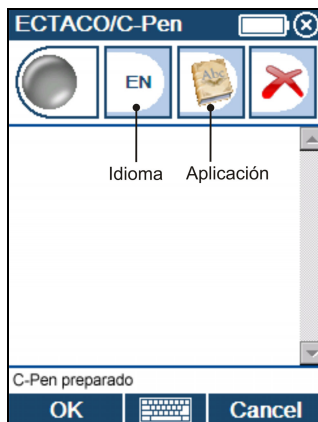 ECTACO/C-Pen
EN
Abc
Idioma Aplicación
C-Pen preparado
OK Cancel